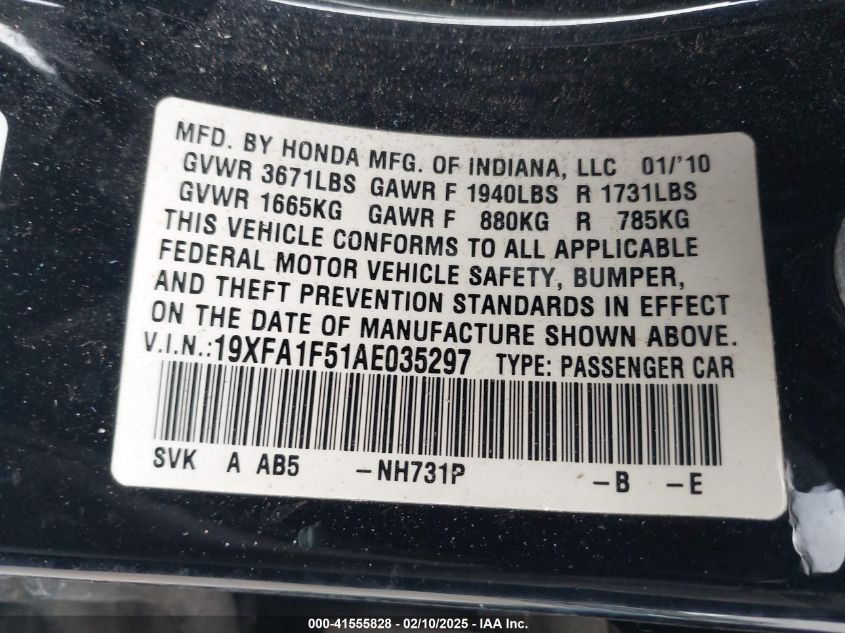 MFD. BY HONDA MFG. OF INDIANA, LLC 01/'10
GVWR 3671LBS GAWR F 1940LBS R 1731LBS
GVWR 1665KG GAWR F 880KG R 785KG
THIS VEHICLE CONFORMS TO ALL APPLICABLE
FEDERAL MOTOR VEHICLE SAFETY, BUMPER,
AND THEFT PREVENTION STANDARDS IN EFFECT
ON THE DATE OF MANUFACTURE SHOWN ABOVE.
V.I.N.:19XFA1F51AE035297 TYPE: PASSENGER CAR
SVK A AB5 -NH731P -B -E
000-41555828 - 02/10/2025 - IAA Inc.